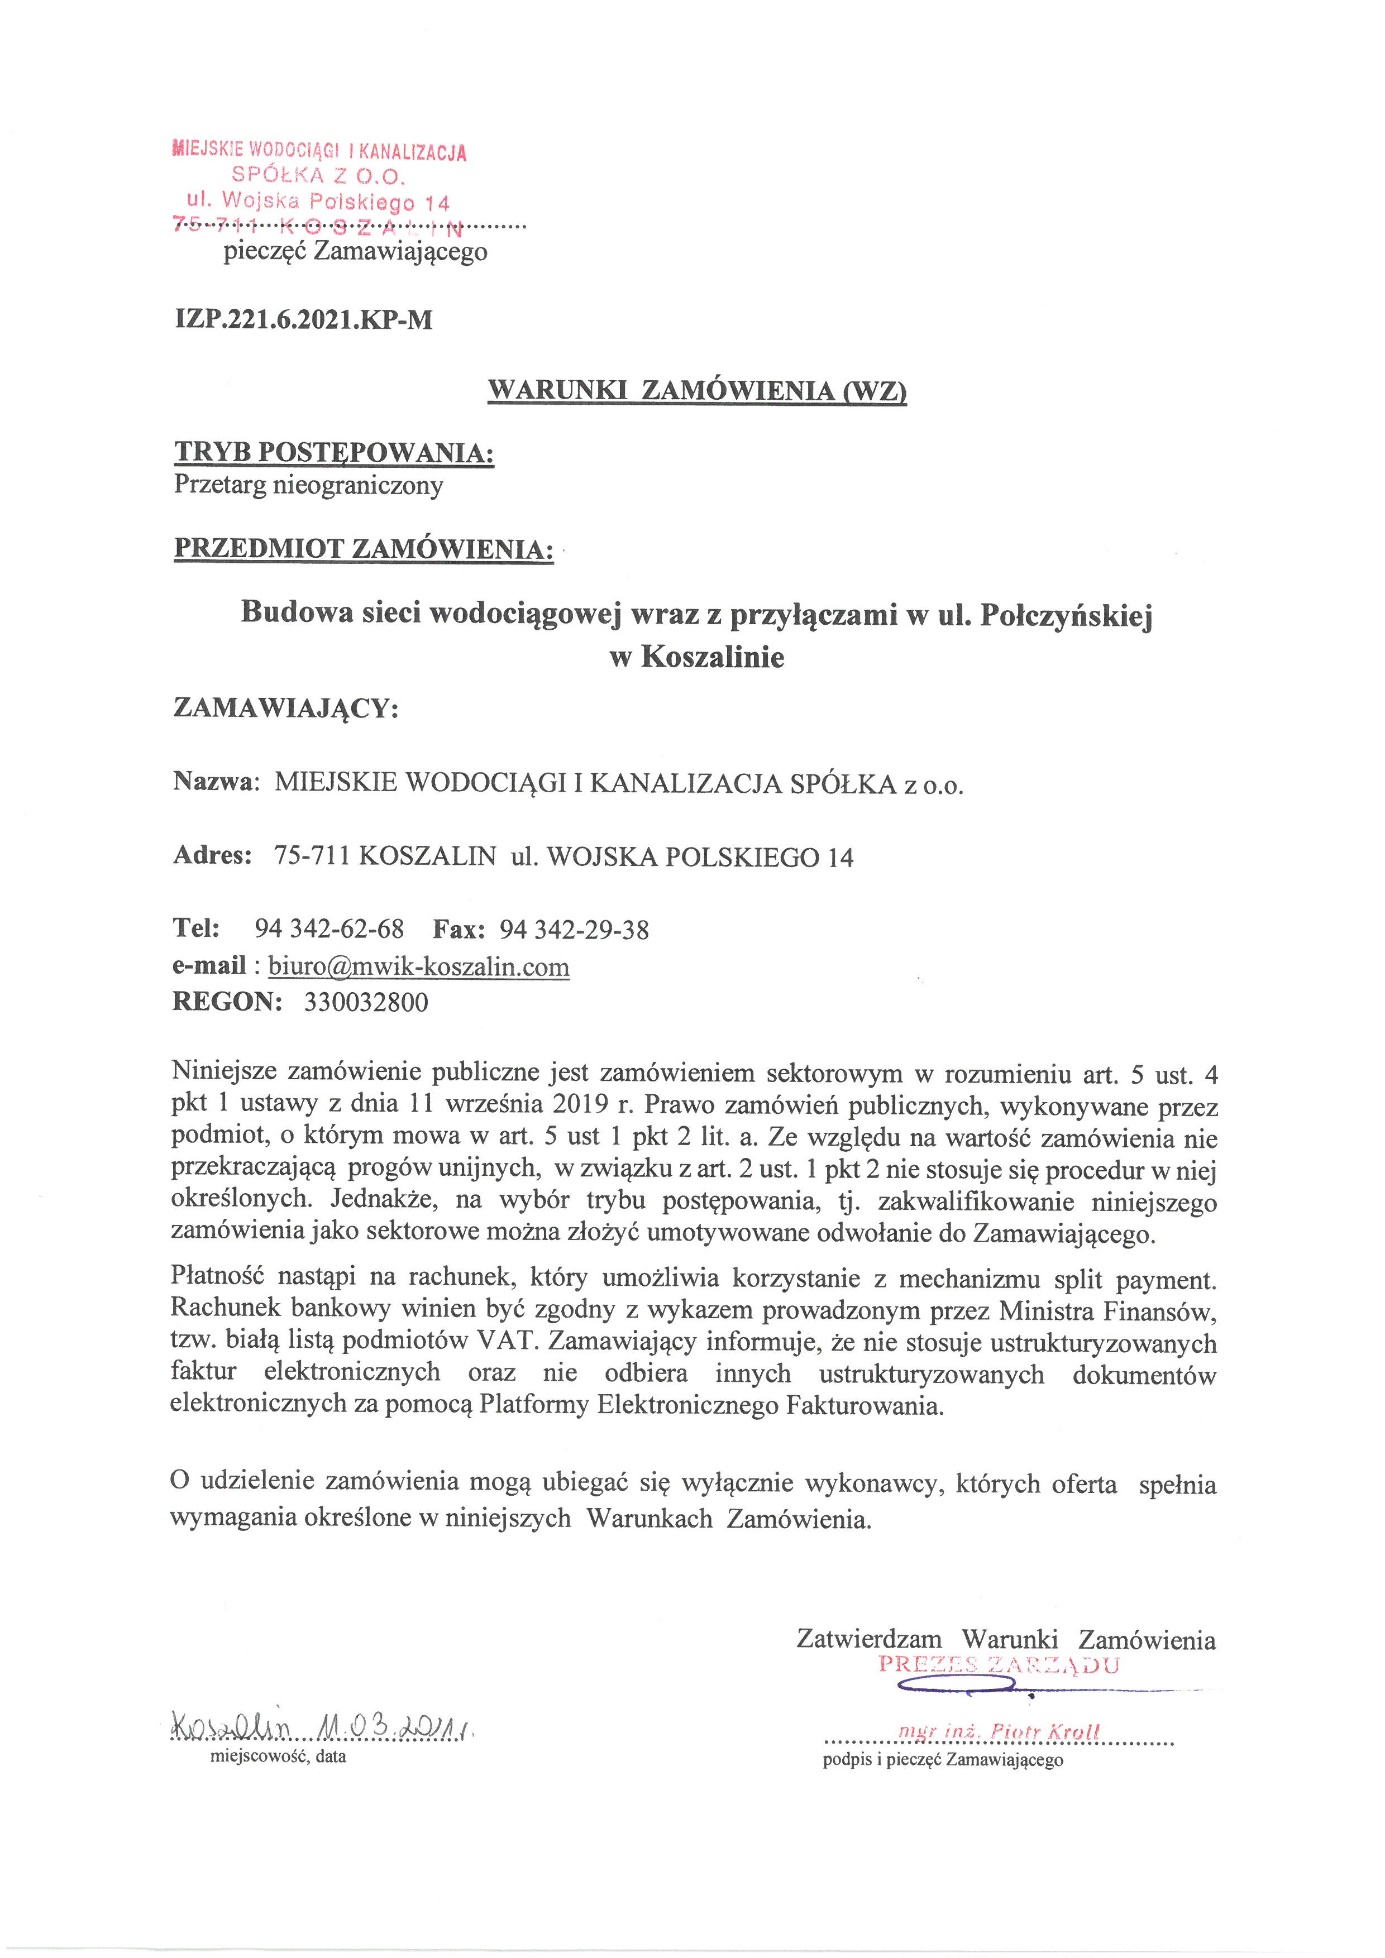 MIEJSKIE WODOCIĄGI I KANALIZACJA
SPÓŁKA Z O.O.
ul. Wojska Polskiego 14
75-711 KOSZALIN
pieczęć Zamawiającego
IZP.221.6.2021.KP-M
WARUNKI ZAMÓWIENIA (WZ)
TRYB POSTĘPOWANIA:
Przetarg nieograniczony
PRZEDMIOT ZAMÓWIENIA:
Budowa sieci wodociągowej wraz z przyłączami w ul. Połczyńskiej
w Koszalinie
ZAMAWIAJĄCY:
Nazwa: MIEJSKIE WODOCIĄGI I KANALIZACJA SPÓŁKA z o.o.
Adres: 75-711 KOSZALIN ul. WOJSKA POLSKIEGO 14
Tel: 94 342-62-68 Fax: 94 342-29-38
e-mail : biuro@mwik-koszalin.com
REGON: 330032800
Niniejsze zamówienie publiczne jest zamówieniem sektorowym w rozumieniu art. 5 ust. 4
pkt 1 ustawy z dnia 11 września 2019 r. Prawo zamówień publicznych, wykonywane przez
podmiot, o którym mowa w art. 5 ust 1 pkt 2 lit. a. Ze względu na wartość zamówienia nie
przekraczającą progów unijnych, w związku z art. 2 ust. 1 pkt 2 nie stosuje się procedur w niej
określonych. Jednakże, na wybór trybu postępowania, tj. zakwalifikowanie niniejszego
zamówienia jako sektorowe można złożyć umotywowane odwołanie do Zamawiającego.
Płatność nastąpi na rachunek, który umożliwia korzystanie z mechanizmu split payment.
Rachunek bankowy winien być zgodny z wykazem prowadzonym przez Ministra Finansów,
tzw. białą listą podmiotów VAT. Zamawiający informuje, że nie stosuje ustrukturyzowanych
faktur elektronicznych oraz nie odbiera innych ustrukturyzowanych dokumentów
elektronicznych za pomocą Platformy Elektronicznego Fakturowania.
O udzielenie zamówienia mogą ubiegać się wyłącznie wykonawcy, których oferta spełnia
wymagania określone w niniejszych Warunkach Zamówienia.
Zatwierdzam Warunki Zamówienia
PREZES ZARZĄDU
mgr inż. Piotr Kroll
podpis i pieczęć Zamawiającego
Koszalin 11.03.2021r.
miejscowość, data